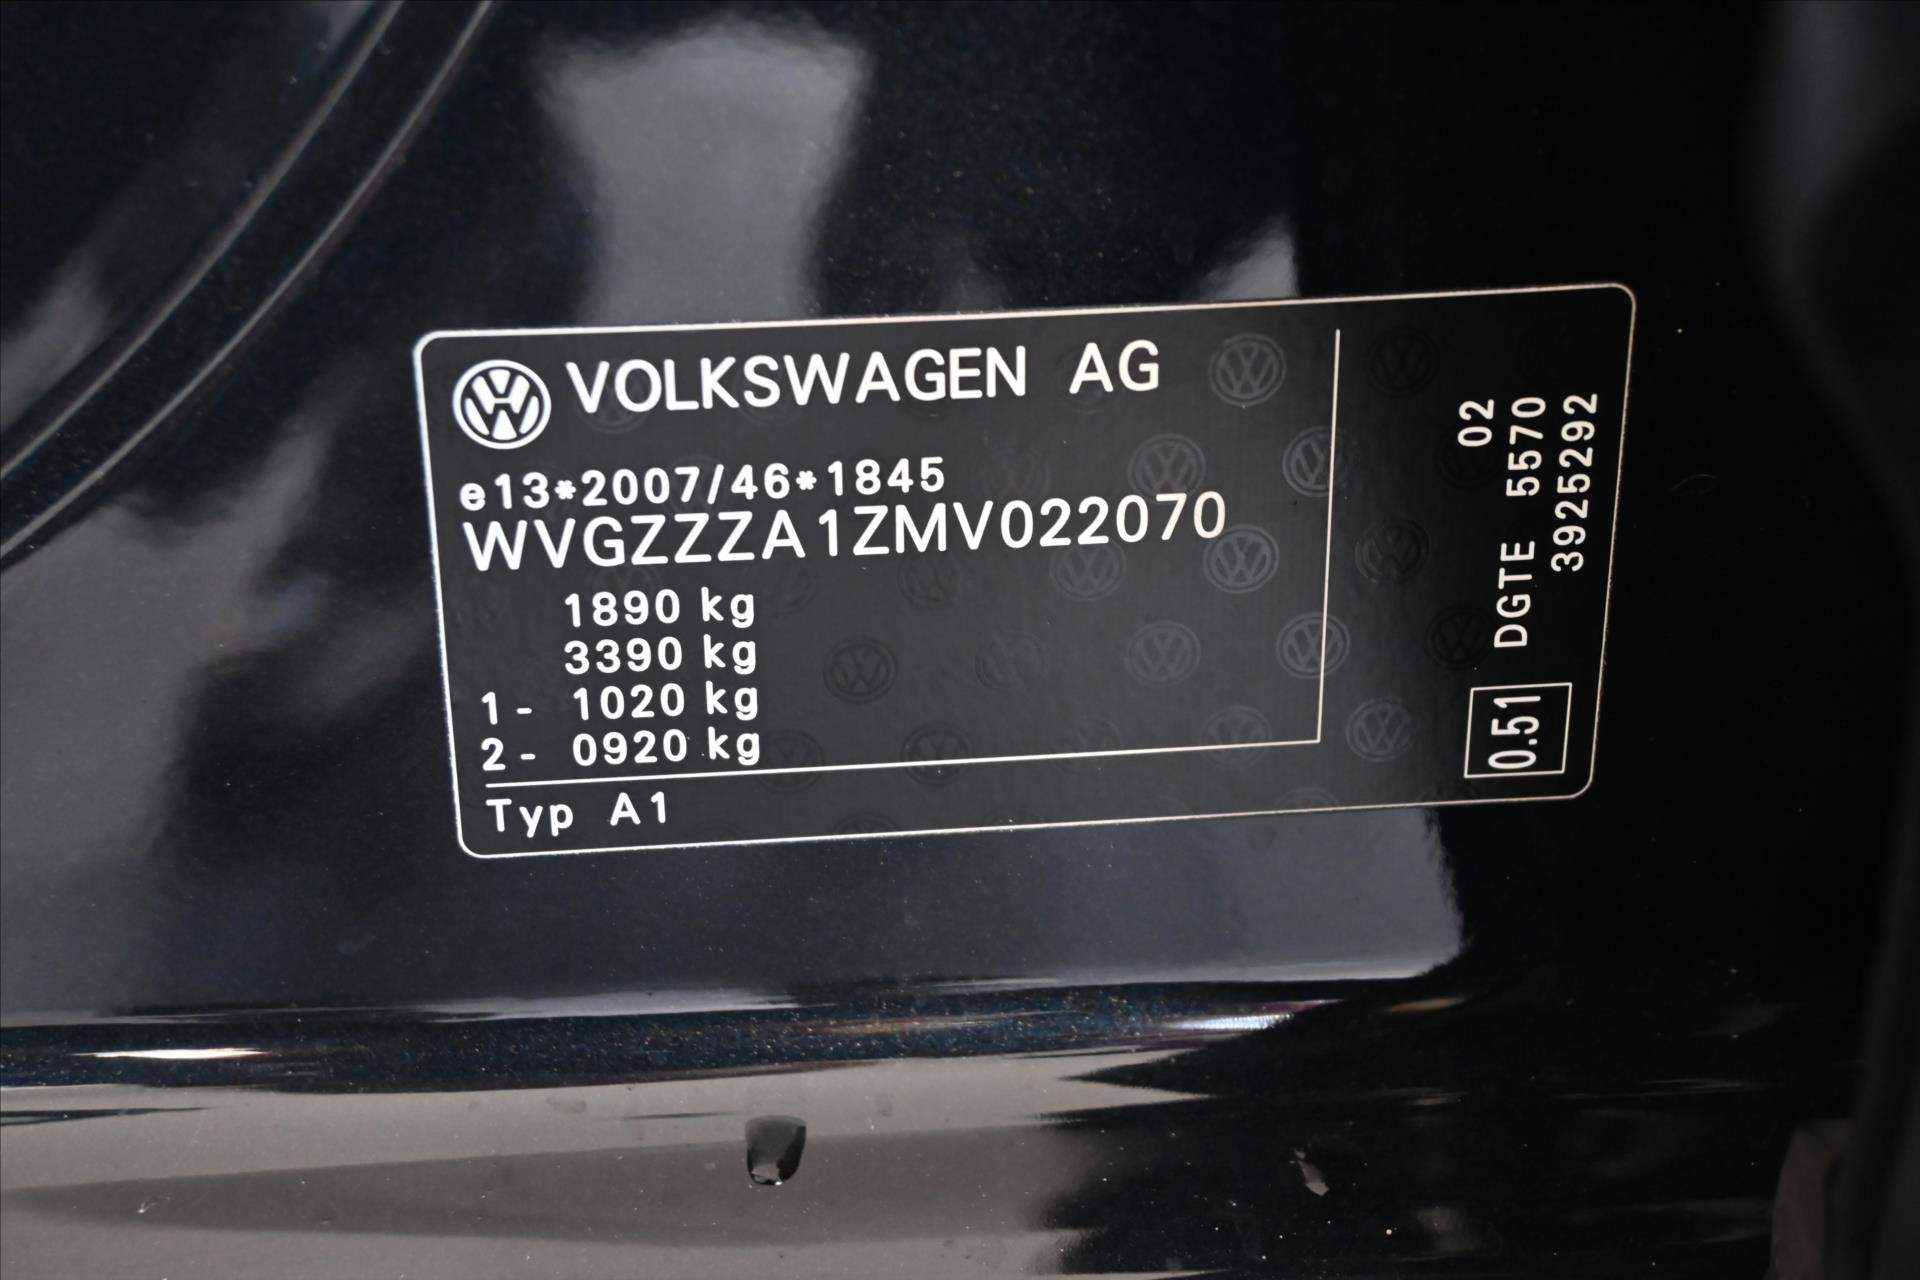 VOLKSWAGEN AG
e13*2007/46*1845
WVGZZZA1ZMV022070
1890 kg
3390 kg
1- 1020 kg
2- 0920 kg
Typ A1
02
DGTE 5570
3925292
0.51